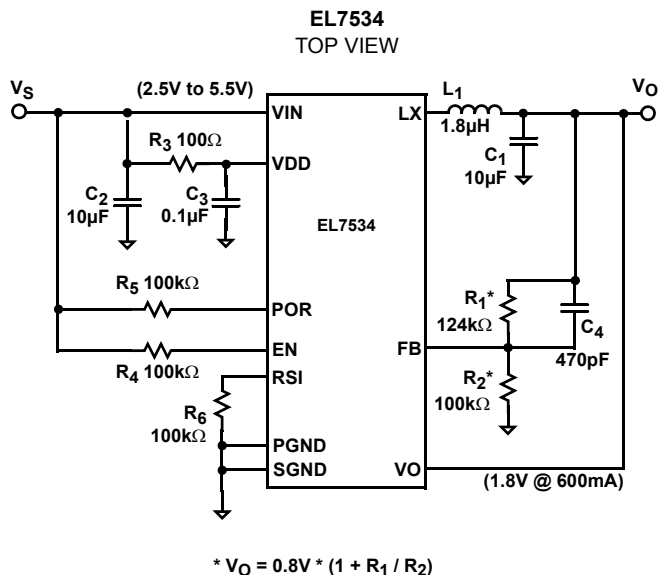 EL7534
TOP VIEW
VS
(2.5V to 5.5V)
VIN
LX
L1
1.8µH
VO
R3 100Ω
VDD
C1
10µF
C2
10µF
C3
0.1µF
EL7534
R5 100kΩ
POR
R1*
124kΩ
C4
470pF
R4 100kΩ
EN
FB
RSI
R2*
100kΩ
R6
100kΩ
PGND
SGND
VO
(1.8V @ 600mA)
* VO = 0.8V * (1 + R1 / R2)